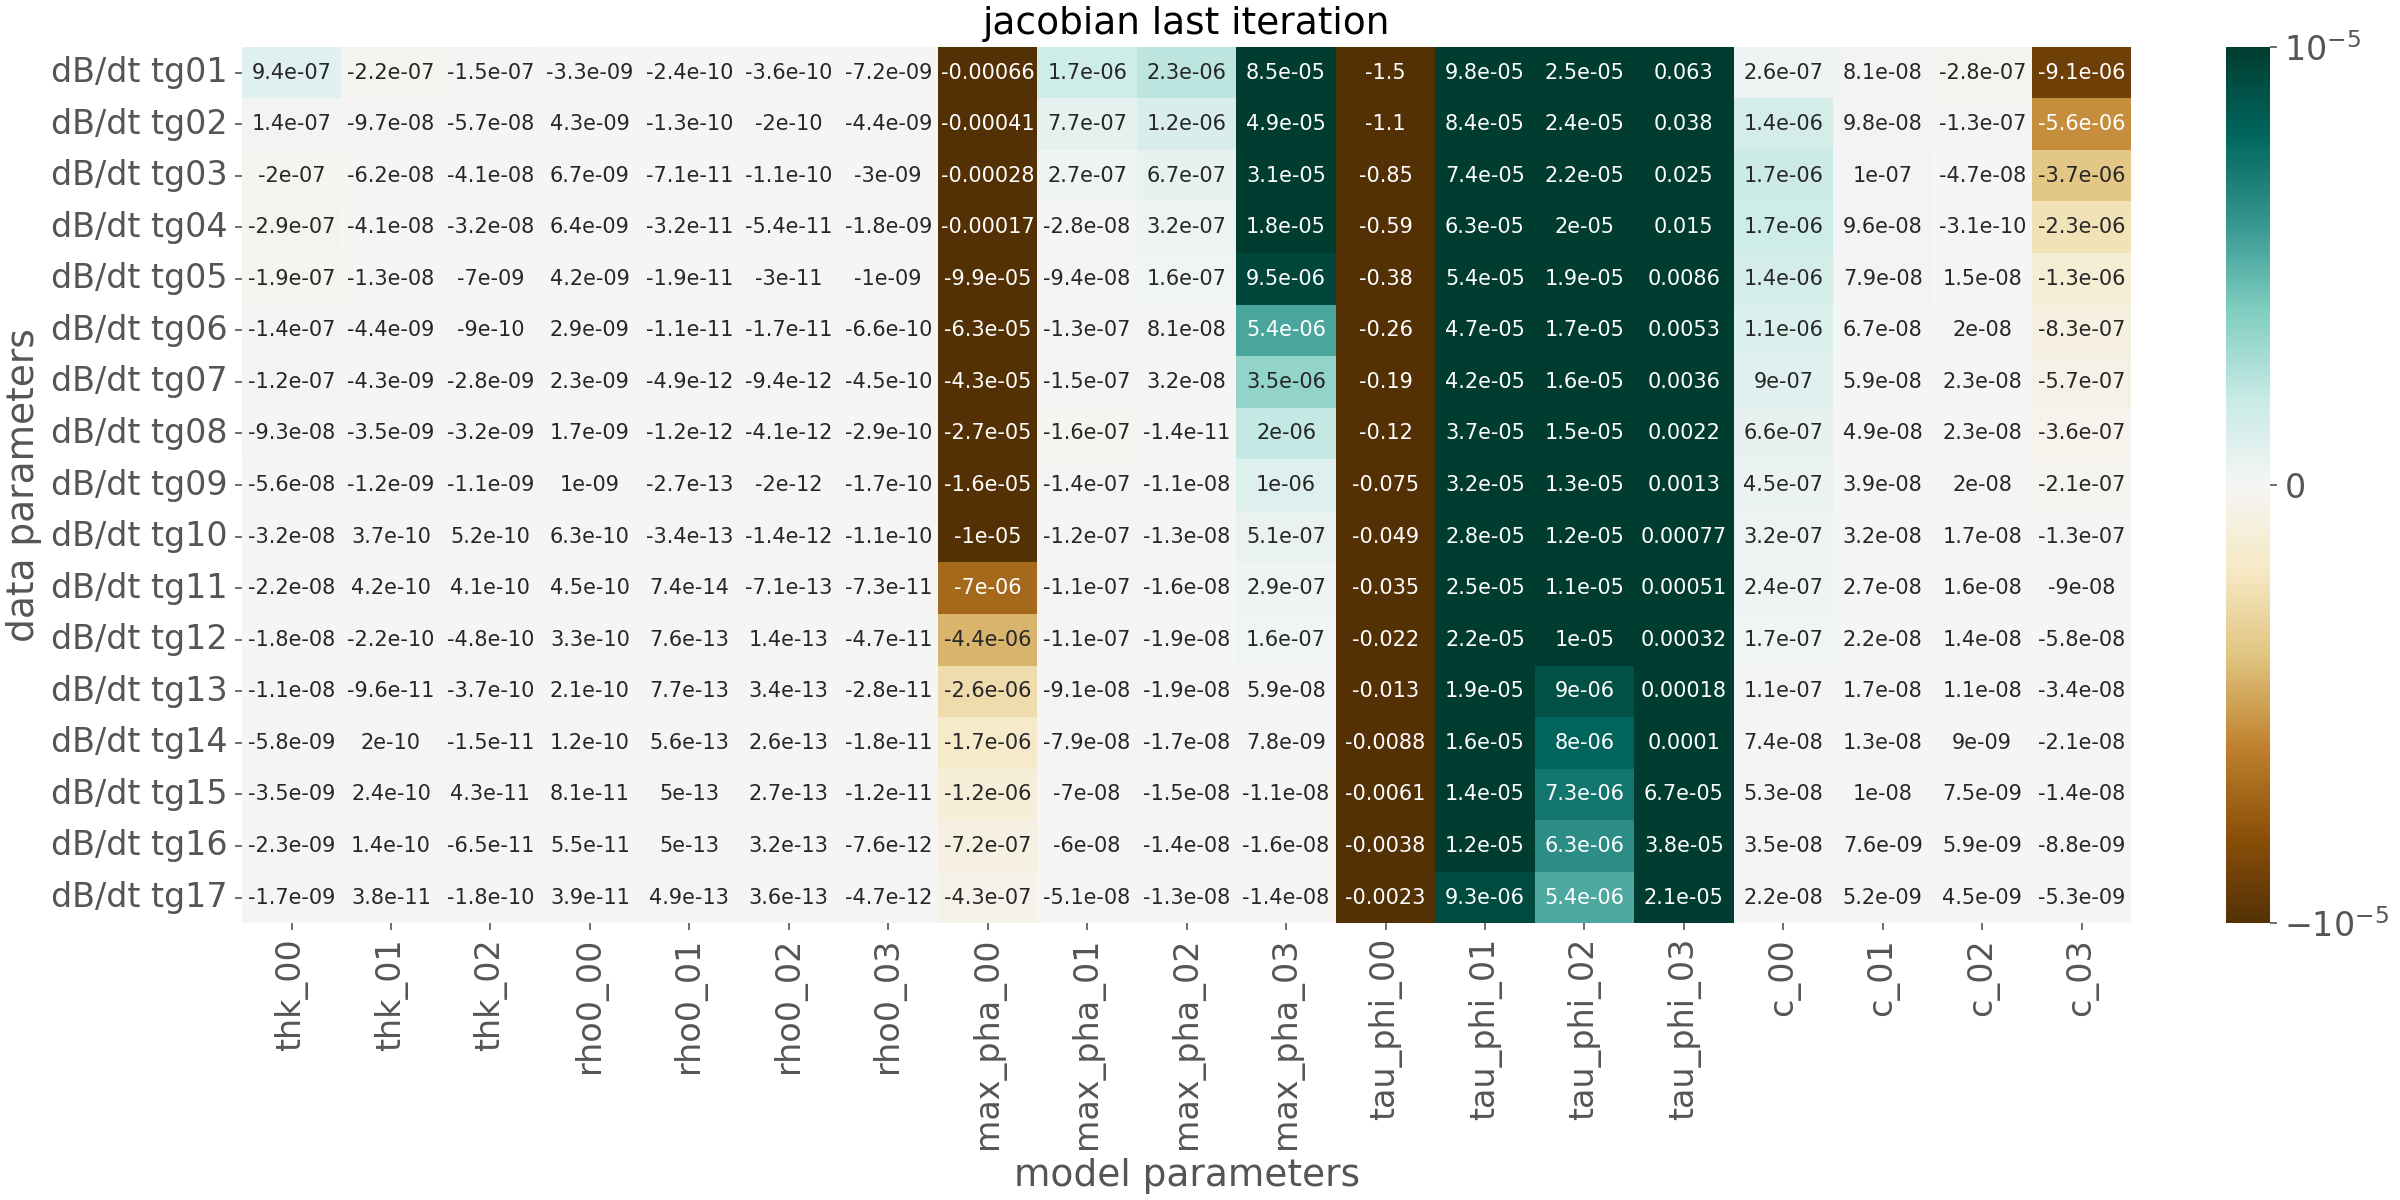 jacobian last iteration
data parameters
dB/dt tg01 9.4e-07 -2.2e-07 -1.5e-07 -3.3e-09 -2.4e-10 -3.6e-10 -7.2e-09 -0.00066 1.7e-06 2.3e-06 8.5e-05 -1.5 9.8e-05 2.5e-05 0.063 2.6e-07 8.1e-08 -2.8e-07 -9.1e-06
dB/dt tg02 1.4e-07 -9.7e-08 -5.7e-08 4.3e-09 -1.3e-10 -2e-10 -4.4e-09 -0.00041 7.7e-07 1.2e-06 4.9e-05 -1.1 8.4e-05 2.4e-05 0.038 1.4e-06 9.8e-08 -1.3e-07 -5.6e-06
dB/dt tg03 -2e-07 -6.2e-08 -4.1e-08 6.7e-09 -7.1e-11 -1.1e-10 -3e-09 -0.00028 2.7e-07 6.7e-07 3.1e-05 -0.85 7.4e-05 2.2e-05 0.025 1.7e-06 1e-07 -4.7e-08 -3.7e-06
dB/dt tg04 -2.9e-07 -4.1e-08 -3.2e-08 6.4e-09 -3.2e-11 -5.4e-11 -1.8e-09 -0.00017 -2.8e-08 3.2e-07 1.8e-05 -0.59 6.3e-05 2e-05 0.015 1.7e-06 9.6e-08 -3.1e-10 -2.3e-06
dB/dt tg05 -1.9e-07 -1.3e-08 -7e-09 4.2e-09 -1.9e-11 -3e-11 -1e-09 -9.9e-05 -9.4e-08 1.6e-07 9.5e-06 -0.38 5.4e-05 1.9e-05 0.0086 1.4e-06 7.9e-08 1.5e-08 -1.3e-06
dB/dt tg06 -1.4e-07 -4.4e-09 -9e-10 2.9e-09 -1.1e-11 -1.7e-11 -6.6e-10 -6.3e-05 -1.3e-07 8.1e-08 5.4e-06 -0.26 4.7e-05 1.7e-05 0.0053 1.1e-06 6.7e-08 2e-08 -8.3e-07
dB/dt tg07 -1.2e-07 -4.3e-09 -2.8e-09 2.3e-09 -4.9e-12 -9.4e-12 -4.5e-10 -4.3e-05 -1.5e-07 3.2e-08 3.5e-06 -0.19 4.2e-05 1.6e-05 0.0036 9e-07 5.9e-08 2.3e-08 -5.7e-07
dB/dt tg08 -9.3e-08 -3.5e-09 -3.2e-09 1.7e-09 -1.2e-12 -4.1e-12 -2.9e-10 -2.7e-05 -1.6e-07 -1.4e-11 2e-06 -0.12 3.7e-05 1.5e-05 0.0022 6.6e-07 4.9e-08 2.3e-08 -3.6e-07
dB/dt tg09 -5.6e-08 -1.2e-09 -1.1e-09 1e-09 -2.7e-13 -2e-12 -1.7e-10 -1.6e-05 -1.4e-07 -1.1e-08 1e-06 -0.075 3.2e-05 1.3e-05 0.0013 4.5e-07 3.9e-08 2e-08 -2.1e-07
dB/dt tg10 -3.2e-08 3.7e-10 5.2e-10 6.3e-10 -3.4e-13 -1.4e-12 -1.1e-10 -1e-05 -1.2e-07 -1.3e-08 5.1e-07 -0.049 2.8e-05 1.2e-05 0.00077 3.2e-07 3.2e-08 1.7e-08 -1.3e-07
dB/dt tg11 -2.2e-08 4.2e-10 4.1e-10 4.5e-10 7.4e-14 -7.1e-13 -7.3e-11 -7e-06 -1.1e-07 -1.6e-08 2.9e-07 -0.035 2.5e-05 1.1e-05 0.00051 2.4e-07 2.7e-08 1.6e-08 -9e-08
dB/dt tg12 -1.8e-08 -2.2e-10 -4.8e-10 3.3e-10 7.6e-13 1.4e-13 -4.7e-11 -4.4e-06 -1.1e-07 -1.9e-08 1.6e-07 -0.022 2.2e-05 1e-05 0.00032 1.7e-07 2.2e-08 1.4e-08 -5.8e-08
dB/dt tg13 -1.1e-08 -9.6e-11 -3.7e-10 2.1e-10 7.7e-13 3.4e-13 -2.8e-11 -2.6e-06 -9.1e-08 -1.9e-08 5.9e-08 -0.013 1.9e-05 9e-06 0.00018 1.1e-07 1.7e-08 1.1e-08 -3.4e-08
dB/dt tg14 -5.8e-09 2e-10 -1.5e-11 1.2e-10 5.6e-13 2.6e-13 -1.8e-11 -1.7e-06 -7.9e-08 -1.7e-08 7.8e-09 -0.0088 1.6e-05 8e-06 0.0001 7.4e-08 1.3e-08 9e-09 -2.1e-08
dB/dt tg15 -3.5e-09 2.4e-10 4.3e-11 8.1e-11 5e-13 2.7e-13 -1.2e-11 -1.2e-06 -7e-08 -1.5e-08 -1.1e-08 -0.0061 1.4e-05 7.3e-06 6.7e-05 5.3e-08 1e-08 7.5e-09 -1.4e-08
dB/dt tg16 -2.3e-09 1.4e-10 -6.5e-11 5.5e-11 5e-13 3.2e-13 -7.6e-12 -7.2e-07 -6e-08 -1.4e-08 -1.6e-08 -0.0038 1.2e-05 6.3e-06 3.8e-05 3.5e-08 7.6e-09 5.9e-09 -8.8e-09
dB/dt tg17 -1.7e-09 3.8e-11 -1.8e-10 3.9e-11 4.9e-13 3.6e-13 -4.7e-12 -4.3e-07 -5.1e-08 -1.3e-08 -1.4e-08 -0.0023 9.3e-06 5.4e-06 2.1e-05 2.2e-08 5.2e-09 4.5e-09 -5.3e-09
thk_00 thk_01 thk_02 rho0_00 rho0_01 rho0_02 rho0_03 max_pha_00 max_pha_01 max_pha_02 max_pha_03 tau_phi_00 tau_phi_01 tau_phi_02 tau_phi_03 c_00 c_01 c_02 c_03
model parameters
10⁻⁵
0
−10⁻⁵